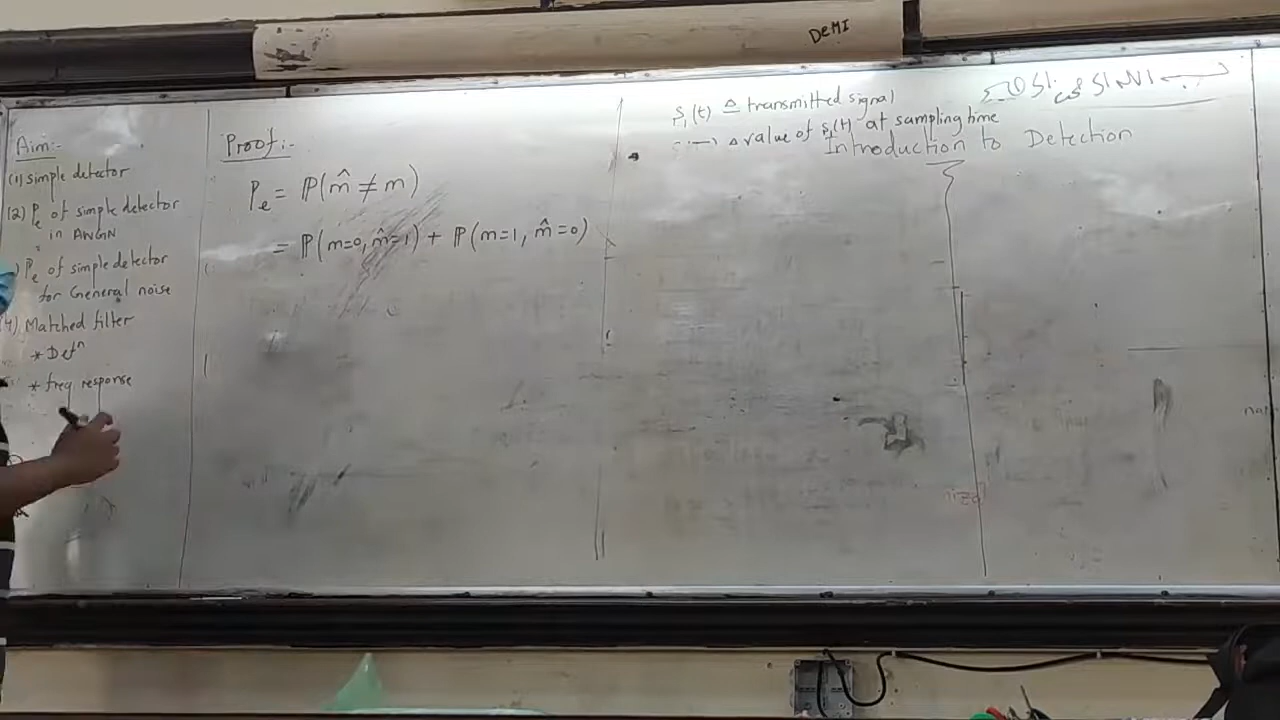 DeMI
Aim:-
(1) Simple detector
(2) Pe of simple detector
in AWGN
) Pe of simple detector
for General noise
(4) Matched filter
* Defⁿ
* freq response
Proof:-
Pe = ℙ(m̂ ≠ m)
= ℙ(m=0, m̂=1) + ℙ(m=1, m̂=0)
S₁(t) ≜ transmitted signal
≜ value of S₁(t) at sampling time
Introduction to Detection